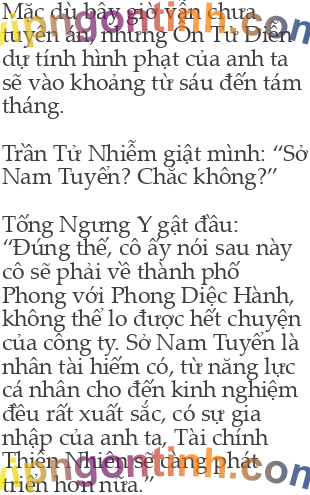 Mặc dù bây giờ vẫn chưa
tuyên án, nhưng Ôn Tử Diễn
dự tính hình phạt của anh ta
sẽ vào khoảng từ sáu đến tám
tháng.
Trần Tử Nhiễm giật mình: “Sở
Nam Tuyển? Chắc không?”
Tống Ngưng Y gật đầu:
“Đúng thế, cô ấy nói sau này
cô sẽ phải về thành phố
Phong với Phong Diệc Hành,
không thể lo được hết chuyện
của công ty. Sở Nam Tuyển là
nhân tài hiếm có, từ năng lực
cá nhân cho đến kinh nghiệm
đều rất xuất sắc, có sự gia
nhập của anh ta, Tài chính
Thiên Nhiên sẽ càng phát
triển hơn nữa.”